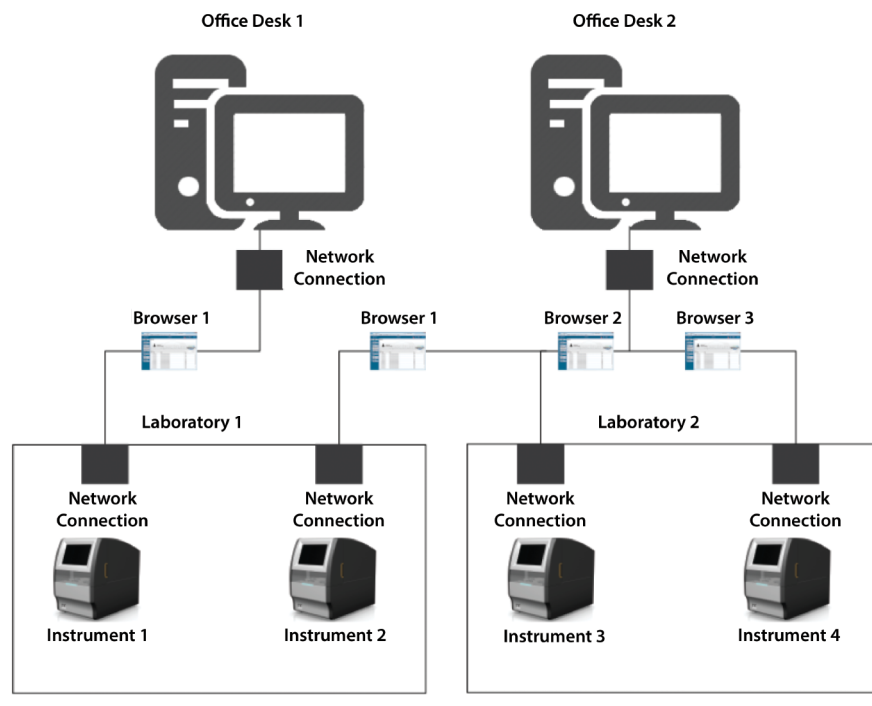 Office Desk 1
Office Desk 2
Network
Connection
Network
Connection
Browser 1
Browser 1
Browser 2
Browser 3
Laboratory 1
Laboratory 2
Network
Connection
Network
Connection
Network
Connection
Network
Connection
Instrument 1
Instrument 2
Instrument 3
Instrument 4